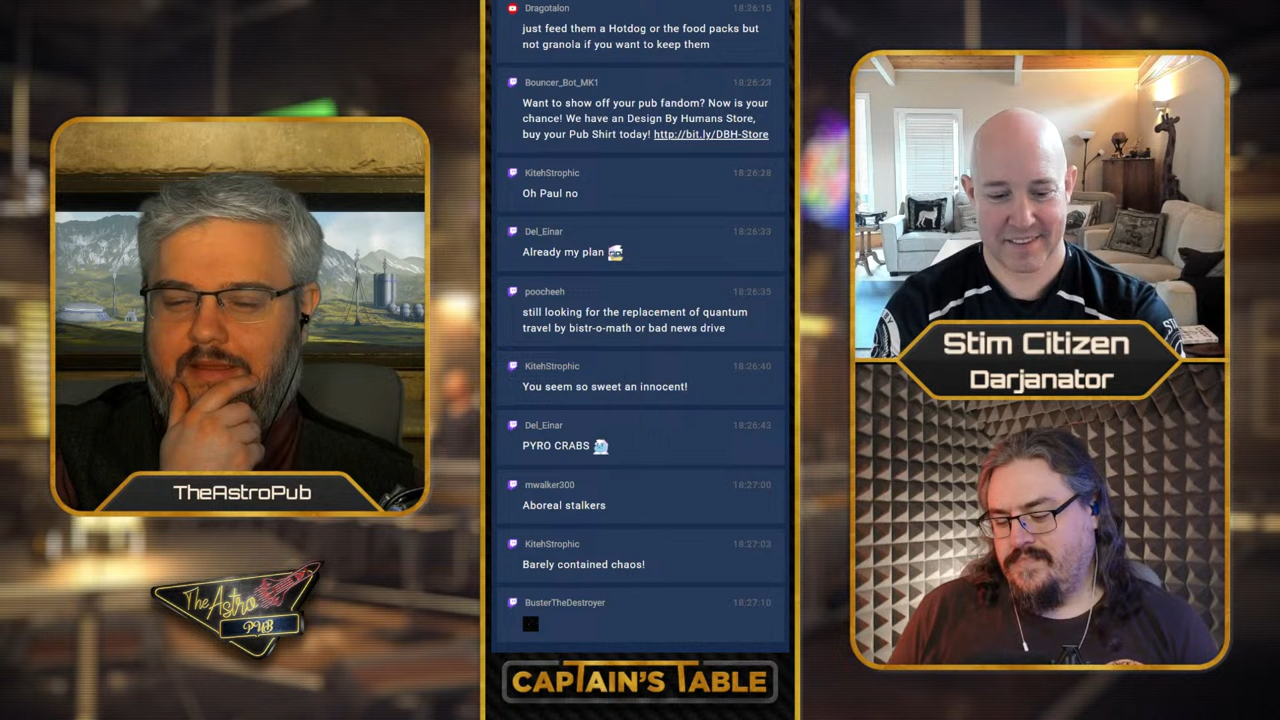 Dragotalon 18:26:15
just feed them a Hotdog or the food packs but
not granola if you want to keep them
Bouncer_Bot_MK1 18:26:23
Want to show off your pub fandom? Now is your
chance! We have an Design By Humans Store,
buy your Pub Shirt today! http://bit.ly/DBH-Store
KitehStrophic 18:26:28
Oh Paul no
Del_Einar 18:26:33
Already my plan
poocheeh 18:26:35
still looking for the replacement of quantum
travel by bistr-o-math or bad news drive
KitehStrophic 18:26:40
You seem so sweet an innocent!
Del_Einar 18:26:43
PYRO CRABS
mwalker300 18:27:00
Aboreal stalkers
KitehStrophic 18:27:03
Barely contained chaos!
BusterTheDestroyer 18:27:10
CAPTAIN'S TABLE
TheAstroPub
The Astro
PUB
Stim Citizen
Darjanator